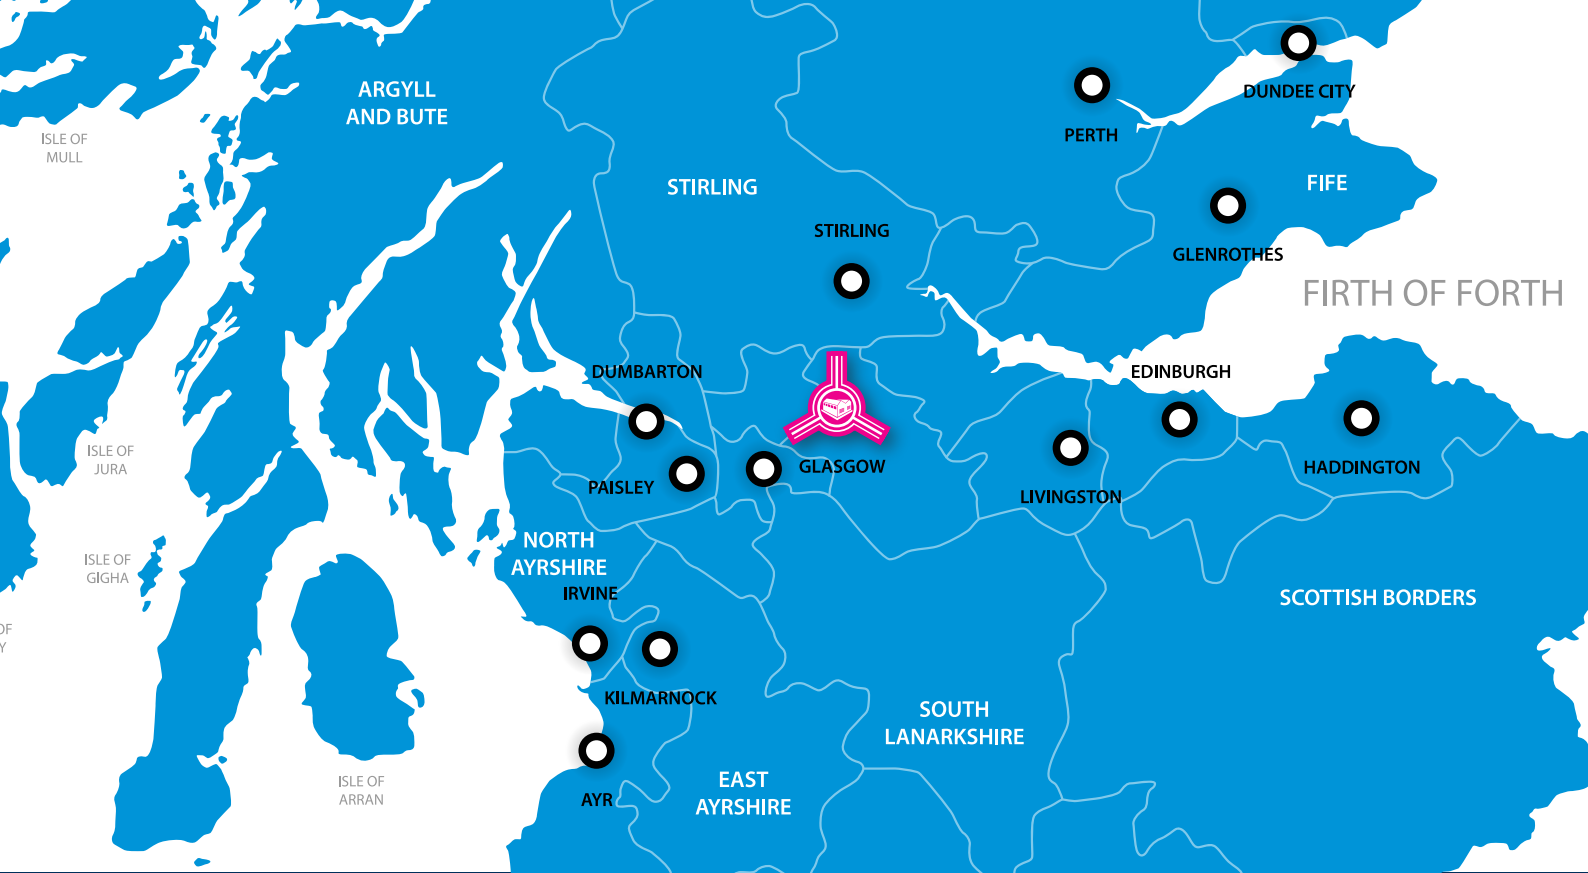 ARGYLL
AND BUTE
DUNDEE CITY
PERTH
ISLE OF
MULL
STIRLING
FIFE
STIRLING
GLENROTHES
FIRTH OF FORTH
DUMBARTON
EDINBURGH
ISLE OF
JURA
PAISLEY
GLASGOW
LIVINGSTON
HADDINGTON
NORTH
AYRSHIRE
ISLE OF
GIGHA
IRVINE
SCOTTISH BORDERS
OF
Y
KILMARNOCK
SOUTH
LANARKSHIRE
ISLE OF
ARRAN
AYR
EAST
AYRSHIRE